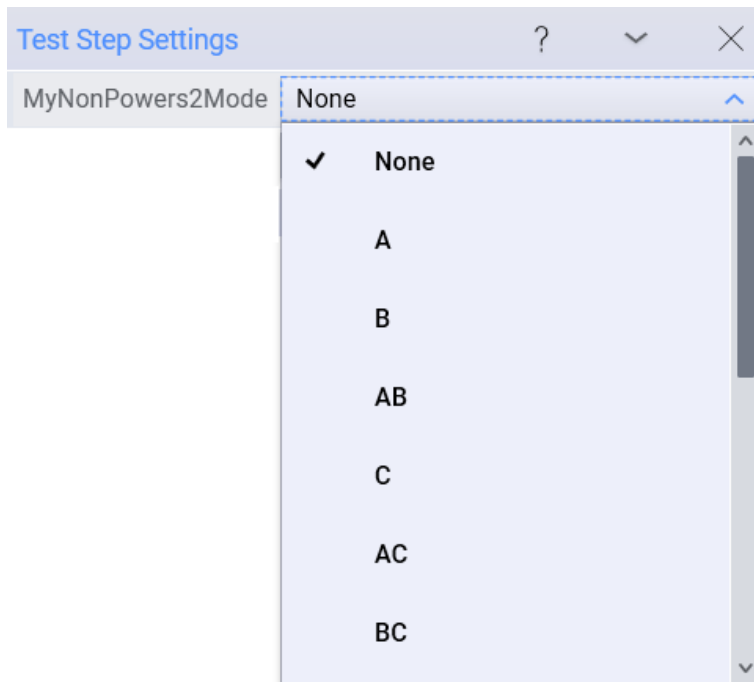 Test Step Settings ?
MyNonPowers2Mode None
None
A
B
AB
C
AC
BC